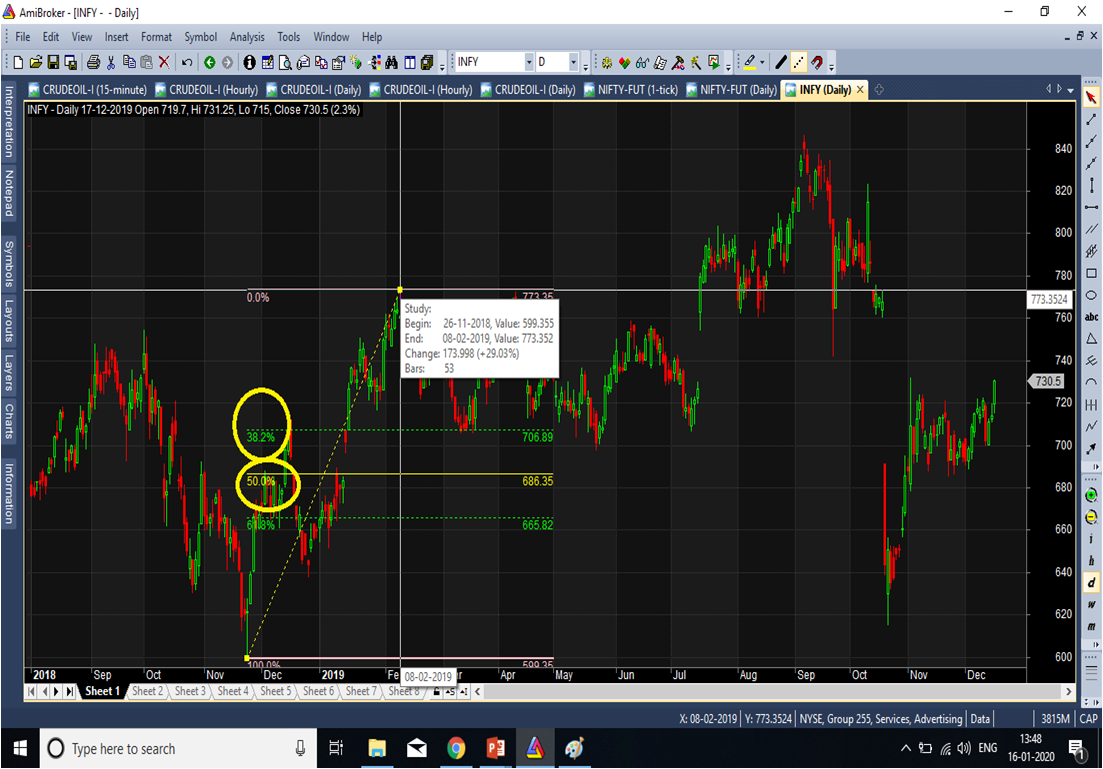 AmiBroker - [INFY - - Daily]
File Edit View Insert Format Symbol Analysis Tools Window Help
INFY D
CRUDEOIL-I (15-minute) CRUDEOIL-I (Hourly) CRUDEOIL-I (Daily) CRUDEOIL-I (Hourly) CRUDEOIL-I (Daily) NIFTY-FUT (1-tick) NIFTY-FUT (Daily) INFY (Daily)
INFY - Daily 17-12-2019 Open 719.7, Hi 731.25, Lo 715, Close 730.5 (2.3%)
Interpretation
Notepad
Symbols
Layouts
Layers
Charts
Information
840
820
800
780
773.3524
760
740
730.5
720
700
680
660
640
620
600
0.0% 773.35
Study:
Begin: 26-11-2018, Value: 599.355
End: 08-02-2019, Value: 773.352
Change: 173.998 (+29.03%)
Bars: 53
38.2% 706.89
50.0% 686.35
61.8% 665.82
100.0% 599.35
abc
i
h
d
w
m
2018 Sep Oct Nov Dec 2019 Fe 08-02-2019 Apr May Jun Jul Aug Sep Oct Nov Dec
Sheet 1 Sheet 2 Sheet 3 Sheet 4 Sheet 5 Sheet 6 Sheet 7 Sheet 8
X: 08-02-2019 Y: 773.3524 NYSE, Group 255, Services, Advertising Data 3815M CAP
Type here to search
ENG
13:48
16-01-2020
1